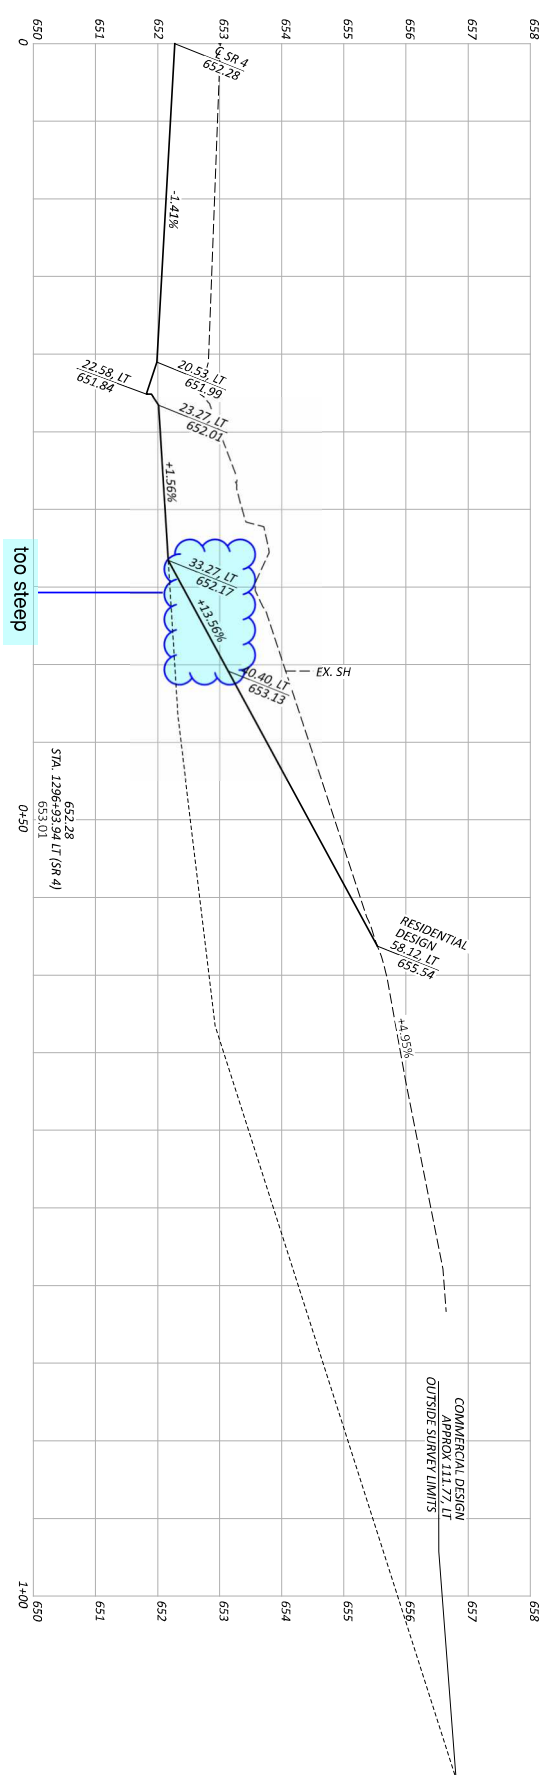 650
651
652
653
654
655
656
657
658
0
℄ SR 4
652.28
-1.41%
22.58, LT
651.84
20.53, LT
651.99
23.27, LT
652.01
+1.56%
33.27, LT
652.17
+13.56%
too steep
40.40, LT
653.13
EX. SH
652.28
STA. 1296+93.94 LT (SR 4)
653.01
0+50
RESIDENTIAL
DESIGN
58.12, LT
655.54
+4.95%
COMMERCIAL DESIGN
APPROX 111.77, LT
OUTSIDE SURVEY LIMITS
1+00
650
651
652
653
654
655
656
657
658